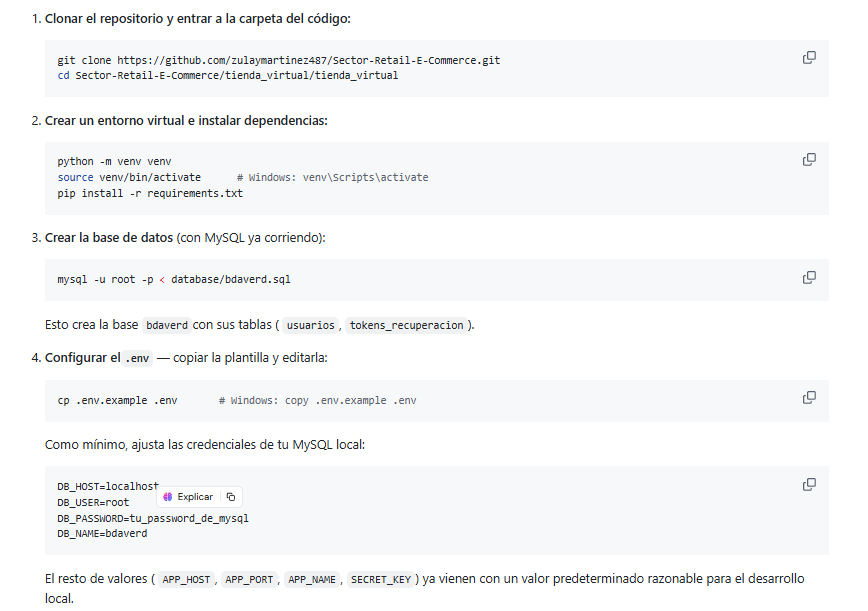 1. Clonar el repositorio y entrar a la carpeta del código:
git clone https://github.com/zulaymartinez487/Sector-Retail-E-Commerce.git
cd Sector-Retail-E-Commerce/tienda_virtual/tienda_virtual
2. Crear un entorno virtual e instalar dependencias:
python -m venv venv
source venv/bin/activate      # Windows: venv\Scripts\activate
pip install -r requirements.txt
3. Crear la base de datos (con MySQL ya corriendo):
mysql -u root -p < database/bdaverd.sql
Esto crea la base bdaverd con sus tablas ( usuarios , tokens_recuperacion ).
4. Configurar el .env — copiar la plantilla y editarla:
cp .env.example .env       # Windows: copy .env.example .env
Como mínimo, ajusta las credenciales de tu MySQL local:
DB_HOST=localhost
Explicar
DB_USER=root
DB_PASSWORD=tu_password_de_mysql
DB_NAME=bdaverd
El resto de valores ( APP_HOST , APP_PORT , APP_NAME , SECRET_KEY ) ya vienen con un valor predeterminado razonable para el desarrollo
local.